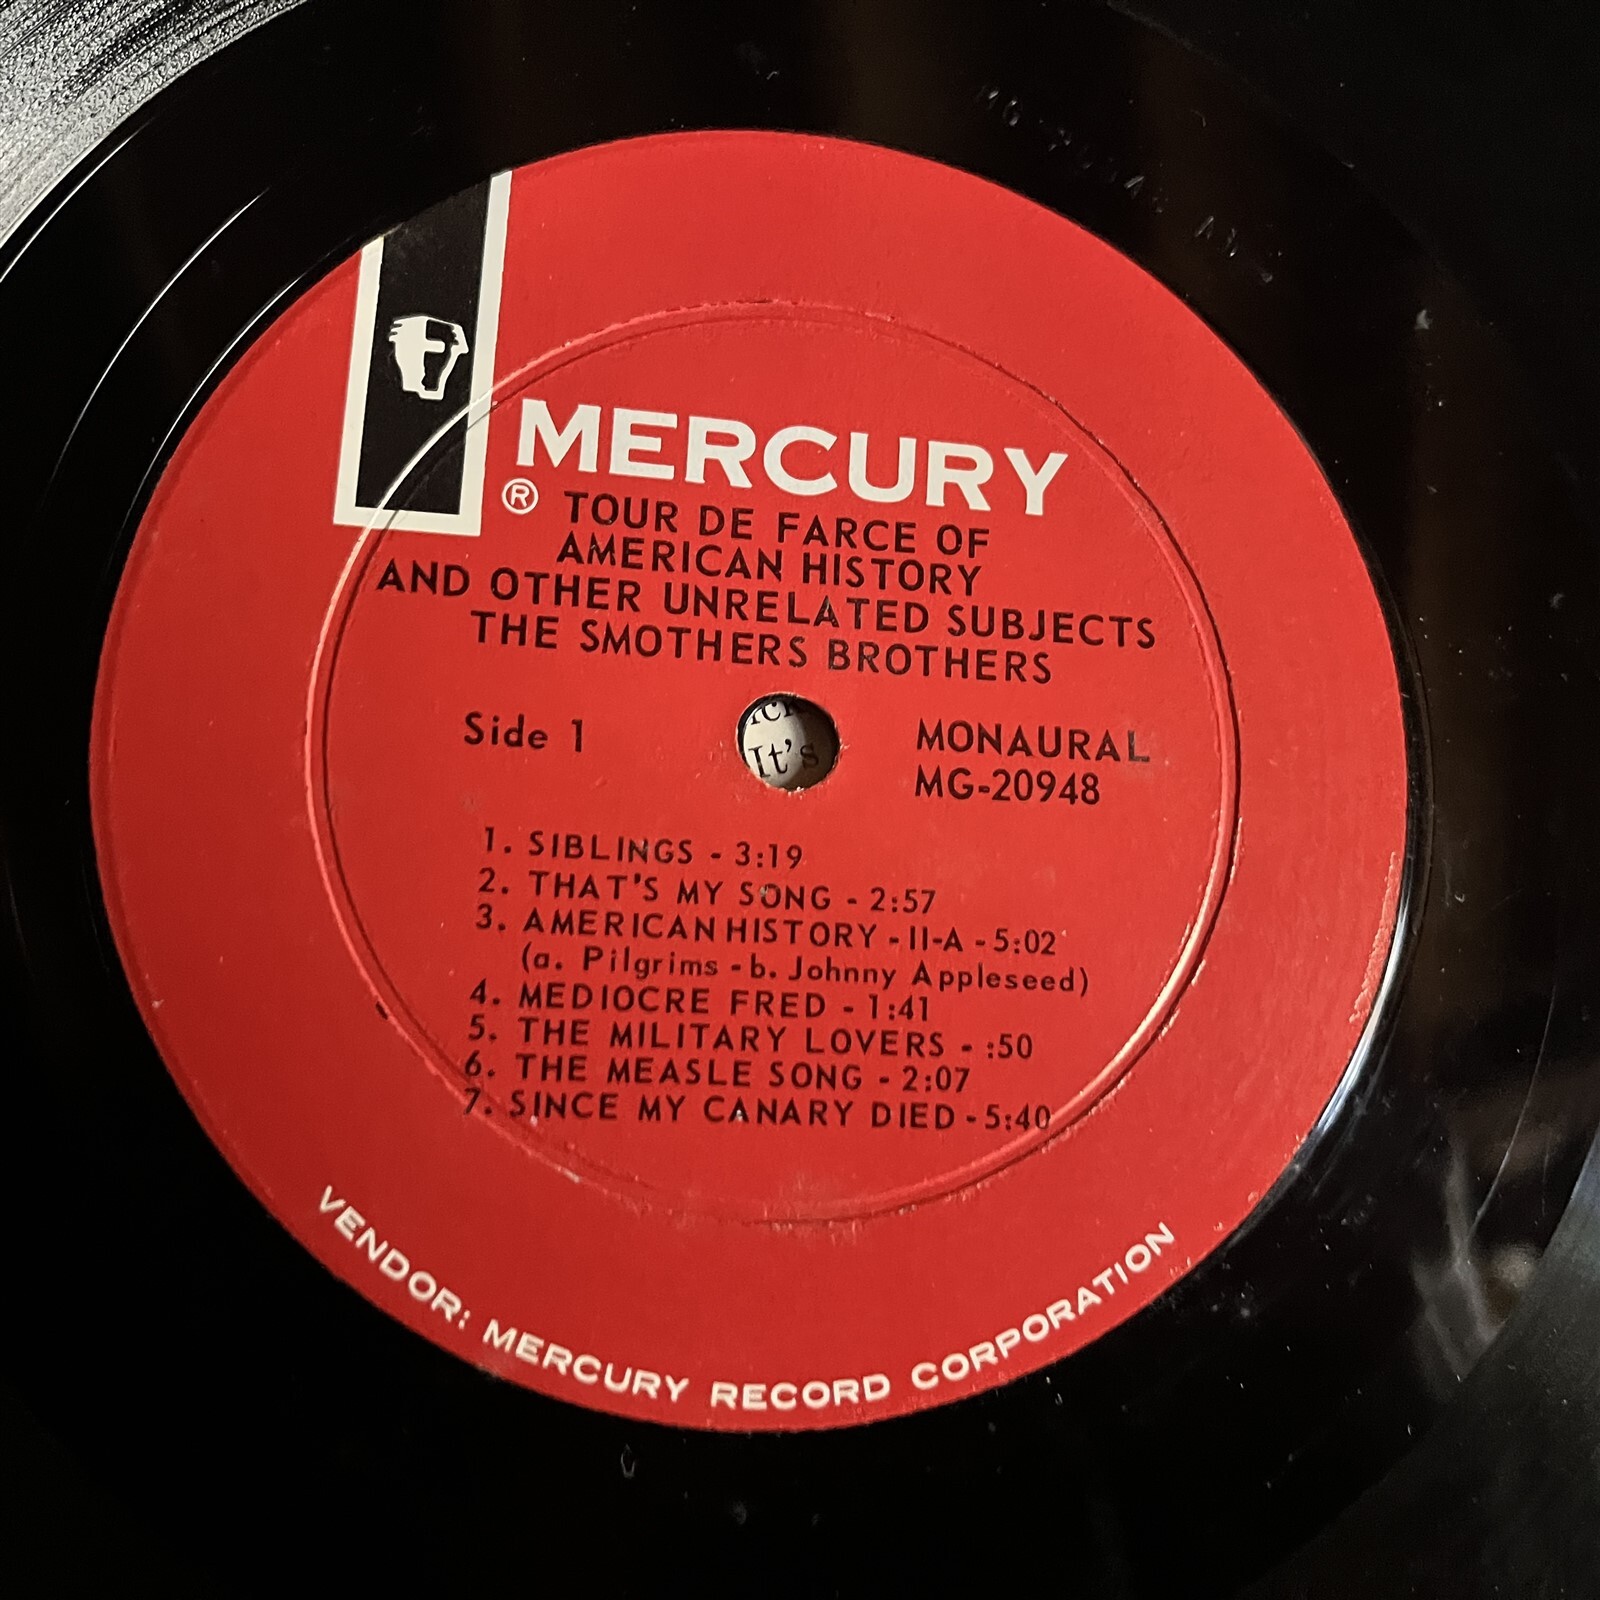 MERCURY
®
TOUR DE FARCE OF
AMERICAN HISTORY
AND OTHER UNRELATED SUBJECTS
THE SMOTHERS BROTHERS
Side 1
It's
MONAURAL
MG-20948
1. SIBLINGS - 3:19
2. THAT'S MY SONG - 2:57
3. AMERICAN HISTORY - II-A - 5:02
(a. Pilgrims - b. Johnny Appleseed)
4. MEDIOCRE FRED - 1:41
5. THE MILITARY LOVERS - :50
6. THE MEASLE SONG - 2:07
7. SINCE MY CANARY DIED - 5:40
VENDOR: MERCURY RECORD CORPORATION